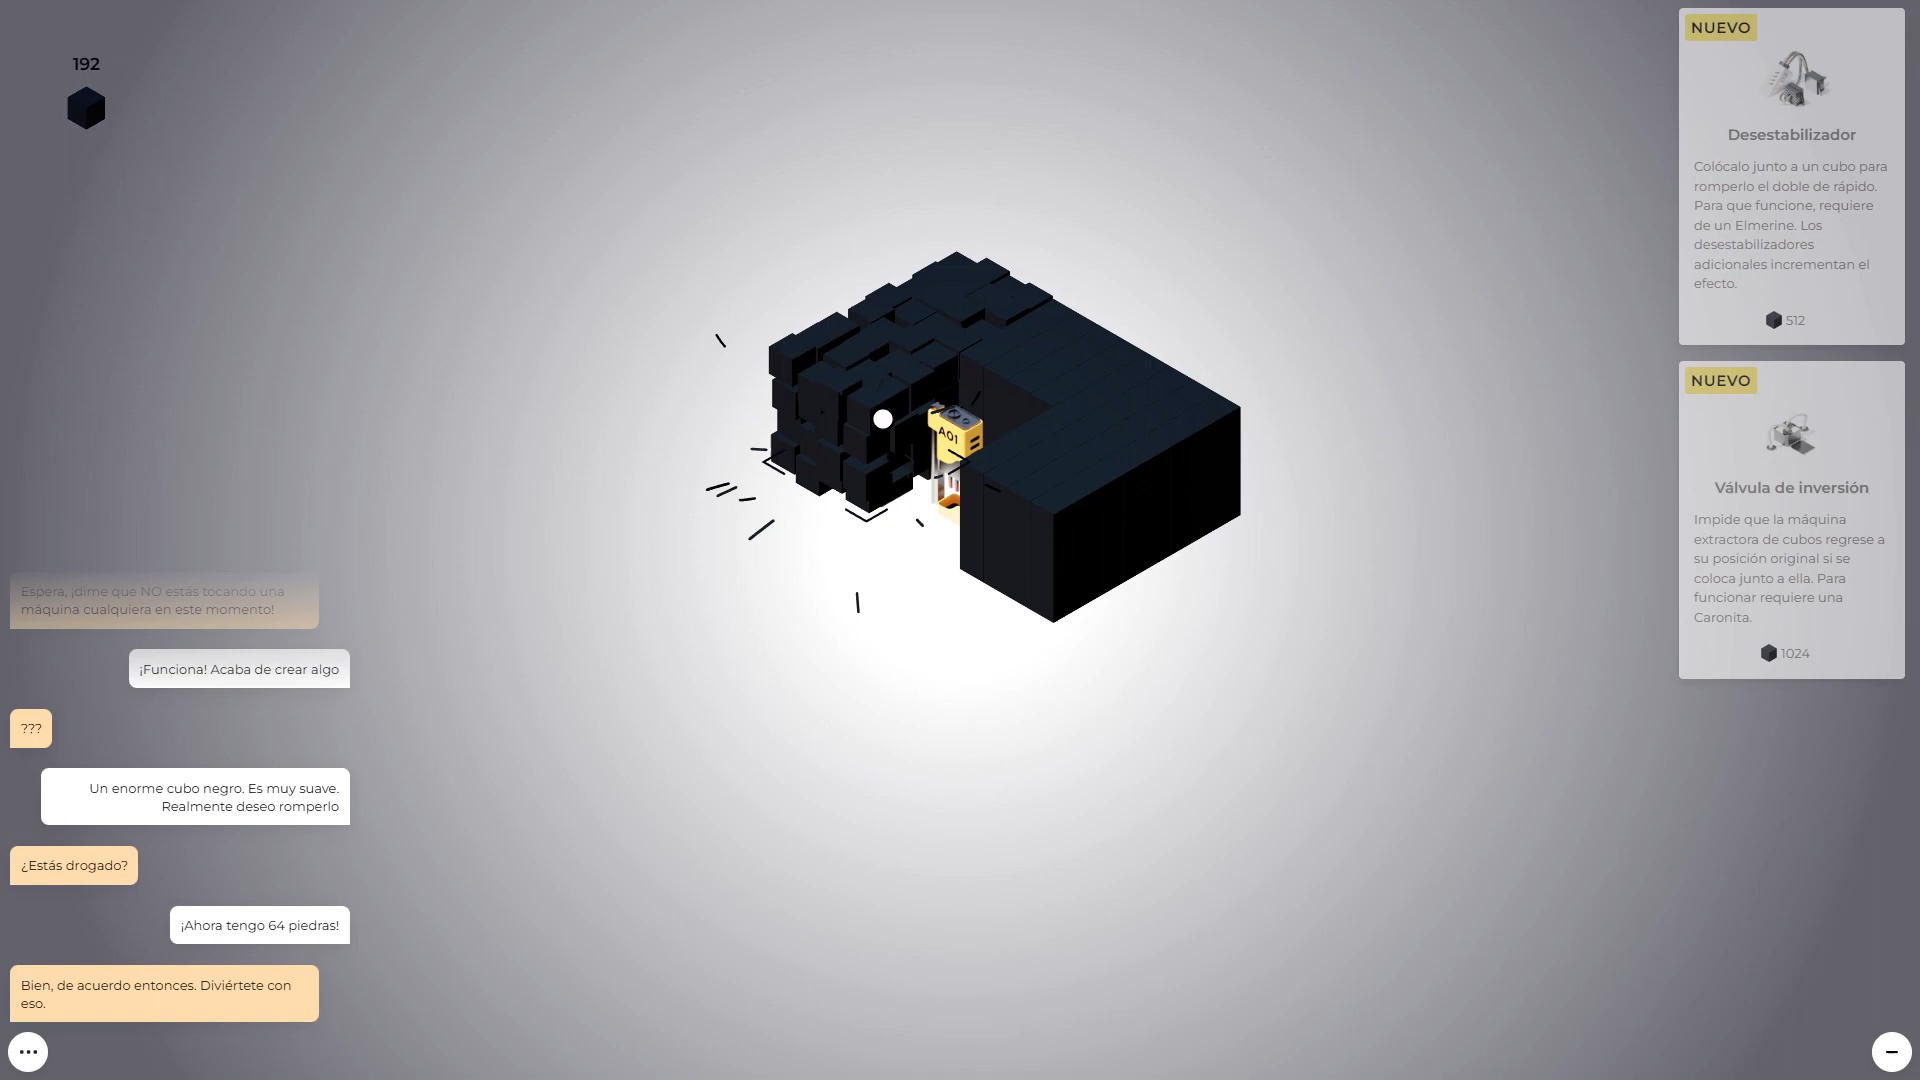 192
Espera, ¡dime que NO estás tocando una
máquina cualquiera en este momento!
¡Funciona! Acaba de crear algo
???
Un enorme cubo negro. Es muy suave.
Realmente deseo romperlo
¿Estás drogado?
¡Ahora tengo 64 piedras!
Bien, de acuerdo entonces. Diviértete con
eso.
A01
NUEVO
Desestabilizador
Colócalo junto a un cubo para
romperlo el doble de rápido.
Para que funcione, requiere
de un Elmerine. Los
desestabilizadores
adicionales incrementan el
efecto.
512
NUEVO
Válvula de inversión
Impide que la máquina
extractora de cubos regrese a
su posición original si se
coloca junto a ella. Para
funcionar requiere una
Caronita.
1024